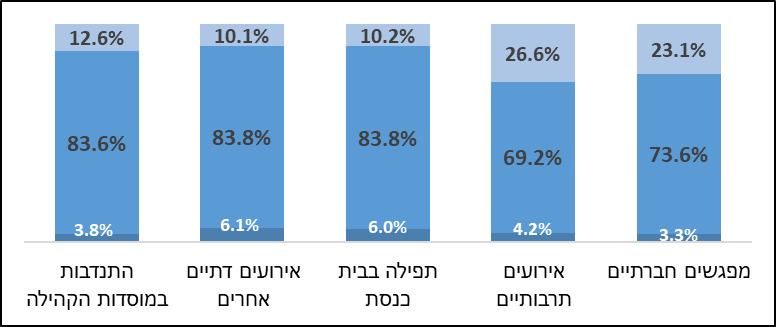 12.6% 10.1% 10.2% 26.6% 23.1%
83.6% 83.8% 83.8% 69.2% 73.6%
3.8% 6.1% 6.0% 4.2% 3.3%
מפגשים חברתיים
אירועים
תרבותיים
תפילה בבית
כנסת
אירועים דתיים
אחרים
התנדבות
במוסדות הקהילה